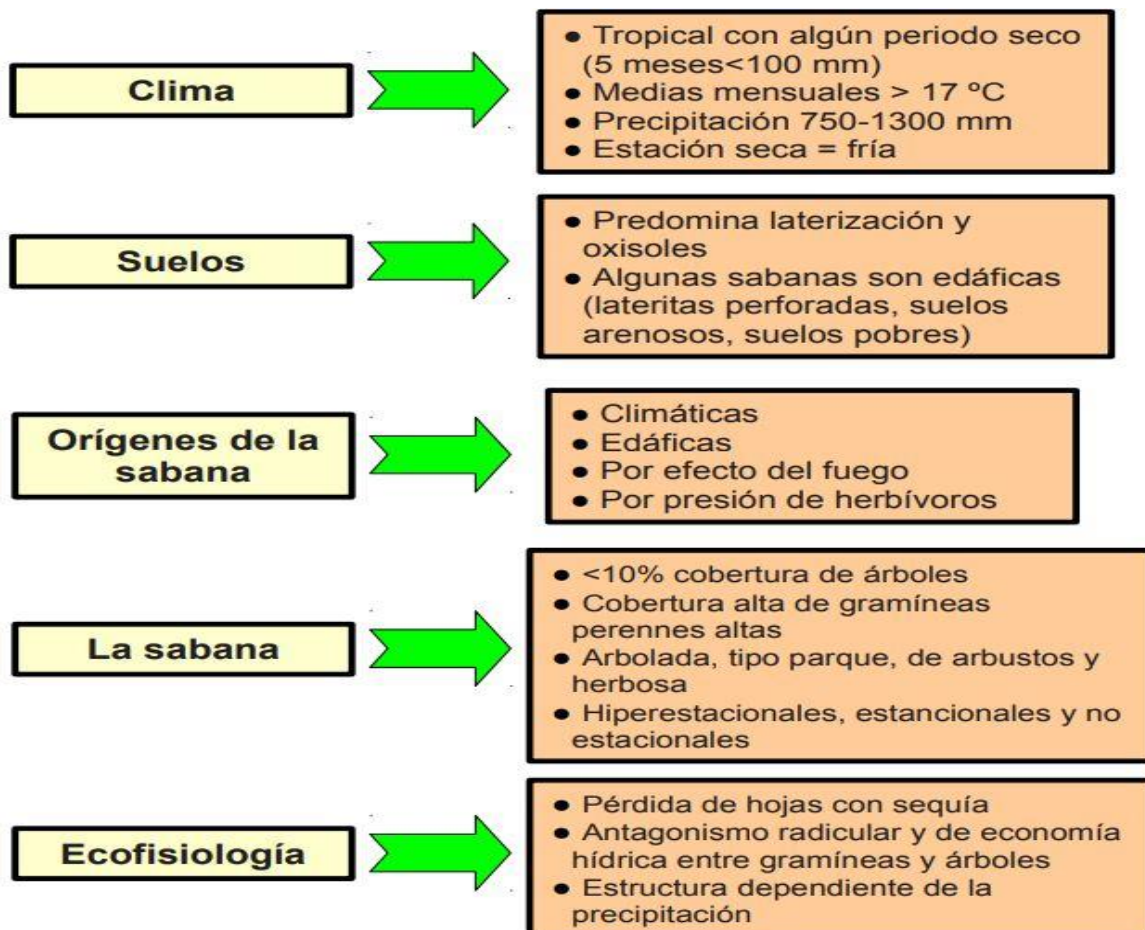 Clima
● Tropical con algún periodo seco
(5 meses<100 mm)
● Medias mensuales > 17 ºC
● Precipitación 750-1300 mm
● Estación seca = fría
Suelos
● Predomina laterización y
oxisoles
● Algunas sabanas son edáficas
(lateritas perforadas, suelos
arenosos, suelos pobres)
Orígenes de la
sabana
● Climáticas
● Edáficas
● Por efecto del fuego
● Por presión de herbívoros
La sabana
● <10% cobertura de árboles
● Cobertura alta de gramíneas
perennes altas
● Arbolada, tipo parque, de arbustos y
herbosa
● Hiperestacionales, estancionales y no
estacionales
Ecofisiología
● Pérdida de hojas con sequía
● Antagonismo radicular y de economía
hídrica entre gramíneas y árboles
● Estructura dependiente de la
precipitación